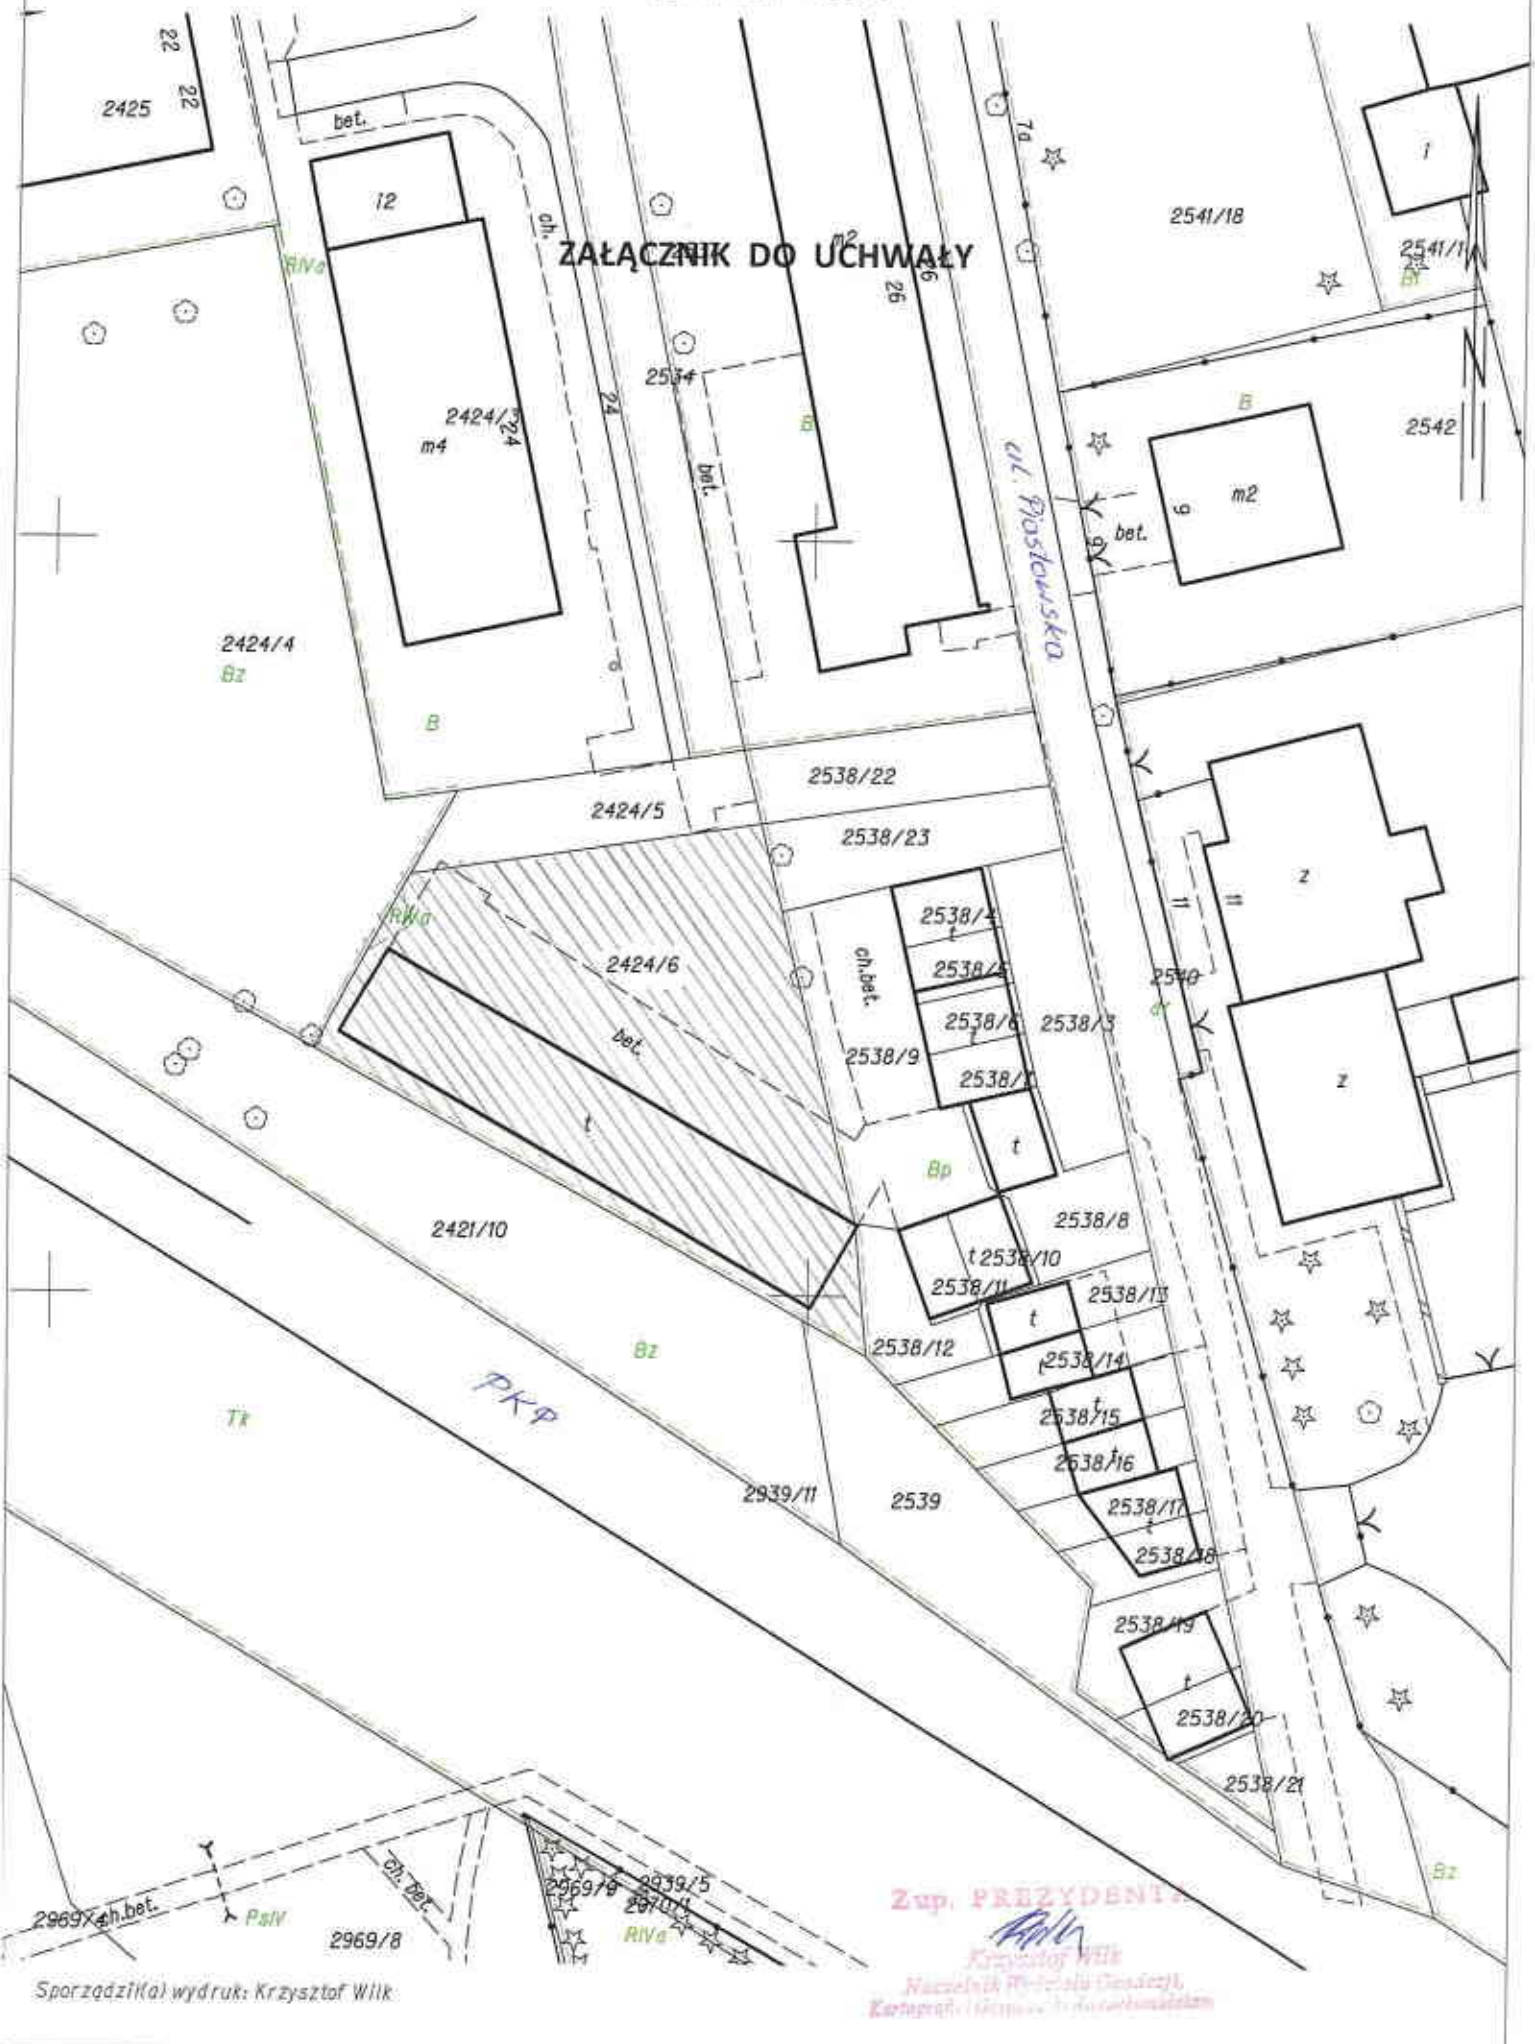 22
22
2425
bet.
i2
ch.
7a
i
2541/18
RIVa
ZAŁĄCZNIK DO UCHWAŁY
m2
26
26
2534
24
2424/3
24
m4
B
B
2542
m2
9
9
bet.
bet.
ul. Piastowska
2424/4
Bz
B
6
2538/22
2424/5
2538/23
z
11
11
RIVa
2424/6
bet.
t
2538/4
t
2538/5
ch.bet.
2538/6
t
2538/3
2538/9
2538/7
2540
dr
z
t
Bp
2538/8
2421/10
t
2538/10
2538/11
2538/13
t
2538/12
t
2538/14
Bz
PKP
Tk
t
2538/15
t
2538/16
2939/11
2539
2538/17
t
2538/18
2538/19
t
2538/20
2538/21
Bz
ch. bet.
2969/9
2939/5
2970/1
RIVa
ch.bet.
PsIV
2969/8
Zup. PREZYDENTA
Krzysztof Wilk
Sporządził(a) wydruk: Krzysztof Wilk